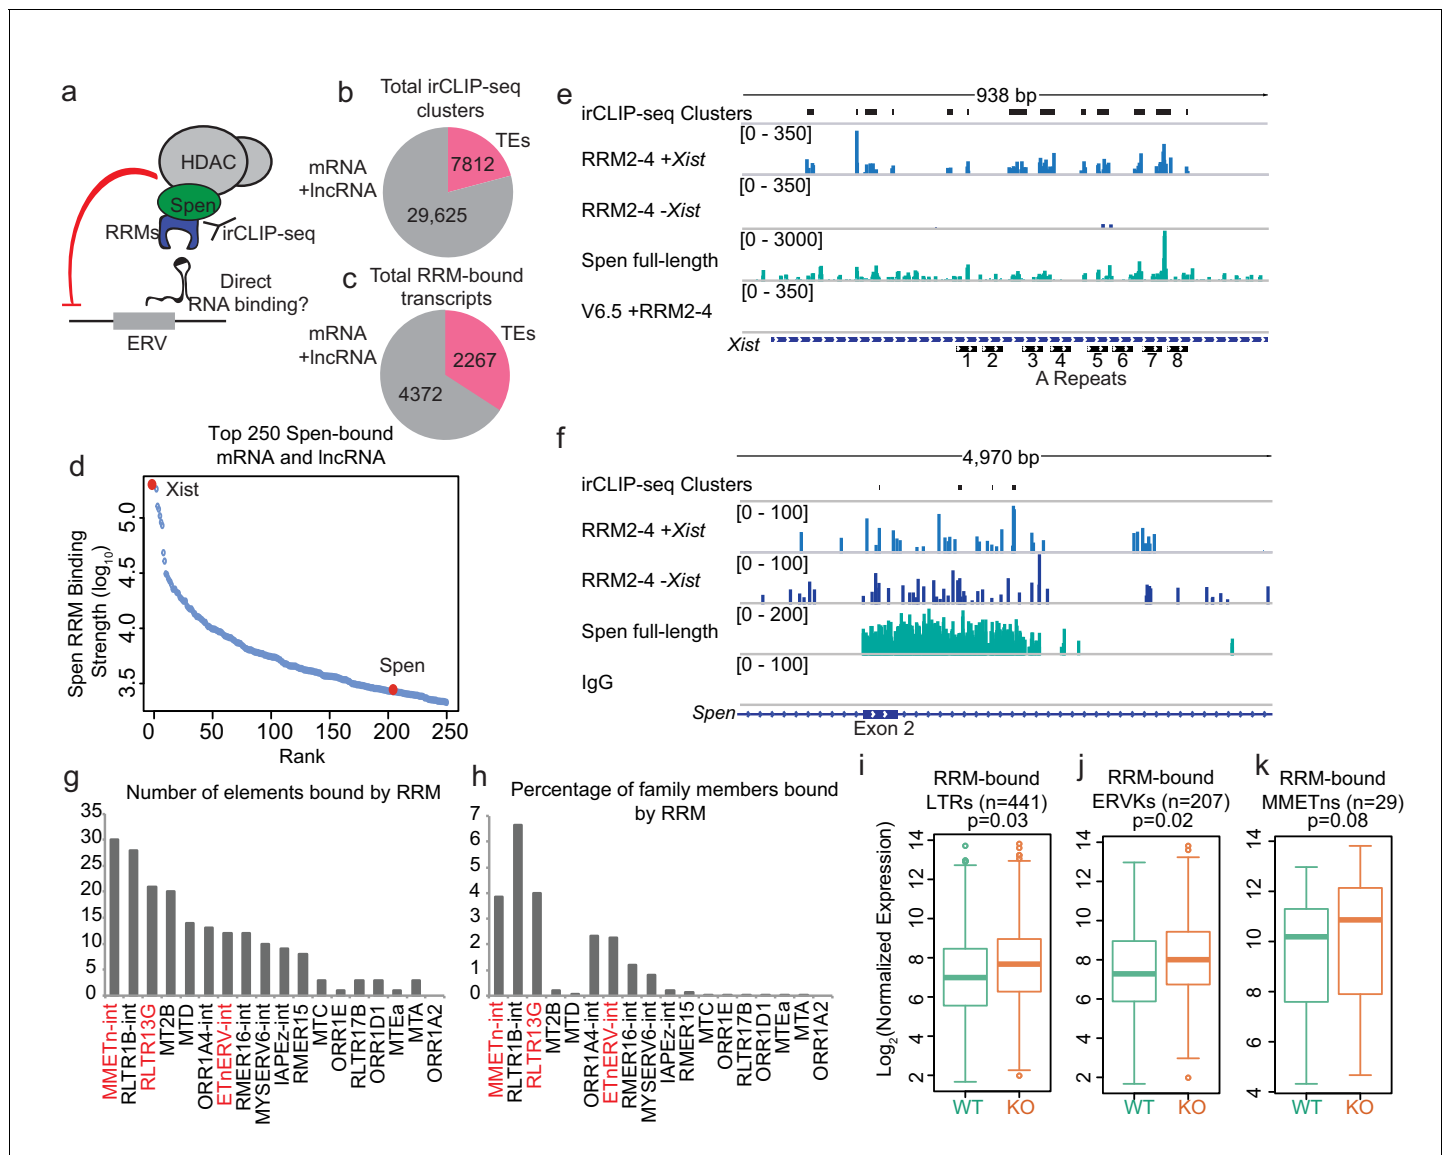 a
HDAC
Spen
RRMs
irCLIP-seq
Direct
RNA binding?
ERV
b
Total irCLIP-seq
clusters
TEs
7812
mRNA
+lncRNA
29,625
c
Total RRM-bound
transcripts
mRNA
+lncRNA
TEs
2267
4372
d
Top 250 Spen-bound
mRNA and lncRNA
Spen RRM Binding
Strength (log10)
5.0
4.5
4.0
3.5
Xist
Spen
0 50 100 150 200 250
Rank
e
938 bp
irCLIP-seq Clusters
[0 - 350]
RRM2-4 +Xist
[0 - 350]
RRM2-4 -Xist
[0 - 3000]
Spen full-length
[0 - 350]
V6.5 +RRM2-4
Xist
1 2 3 4 5 6 7 8
A Repeats
f
4,970 bp
irCLIP-seq Clusters
[0 - 100]
RRM2-4 +Xist
[0 - 100]
RRM2-4 -Xist
[0 - 200]
Spen full-length
[0 - 100]
IgG
Spen
Exon 2
g
Number of elements bound by RRM
35
30
25
20
15
10
5
0
MMETn-int
RLTR1B-int
RLTR13G
MT2B
MTD
ORR1A4-int
ETnERV-int
RMER16-int
MYSERV6-int
IAPEz-int
RMER15
MTC
ORR1E
RLTR17B
ORR1D1
MTEa
MTA
ORR1A2
h
Percentage of family members bound
by RRM
7
6
5
4
3
2
1
0
MMETn-int
RLTR1B-int
RLTR13G
MT2B
MTD
ORR1A4-int
ETnERV-int
RMER16-int
MYSERV6-int
IAPEz-int
RMER15
MTC
ORR1E
RLTR17B
ORR1D1
MTEa
MTA
ORR1A2
i
RRM-bound
LTRs (n=441)
p=0.03
Log2(Normalized Expression)
14
12
10
8
6
4
2
WT KO
j
RRM-bound
ERVKs (n=207)
p=0.02
14
12
10
8
6
4
2
WT KO
k
RRM-bound
MMETns (n=29)
p=0.08
14
12
10
8
6
4
WT KO